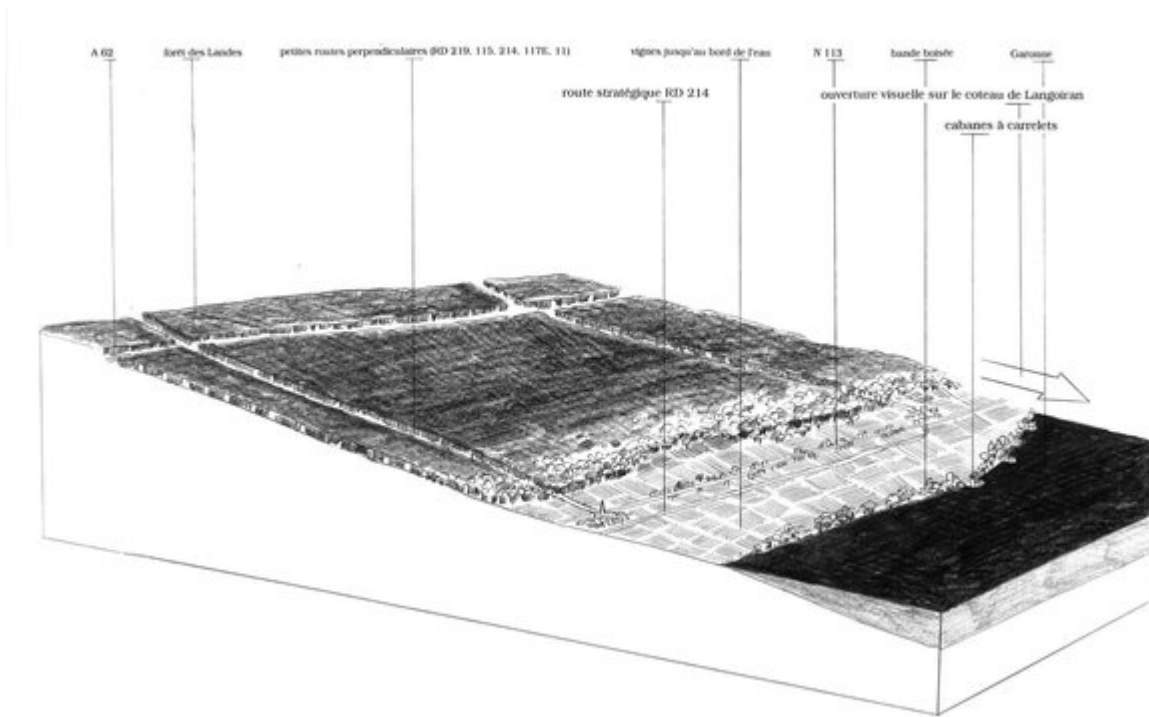 A 62
forêt des Landes
petites routes perpendiculaires (RD 219, 115, 214, 117E, 11)
vignes jusqu'au bord de l'eau
N 113
bande boisée
Garonne
route stratégique RD 214
ouverture visuelle sur le coteau de Langoiran
cabanes à carrelets